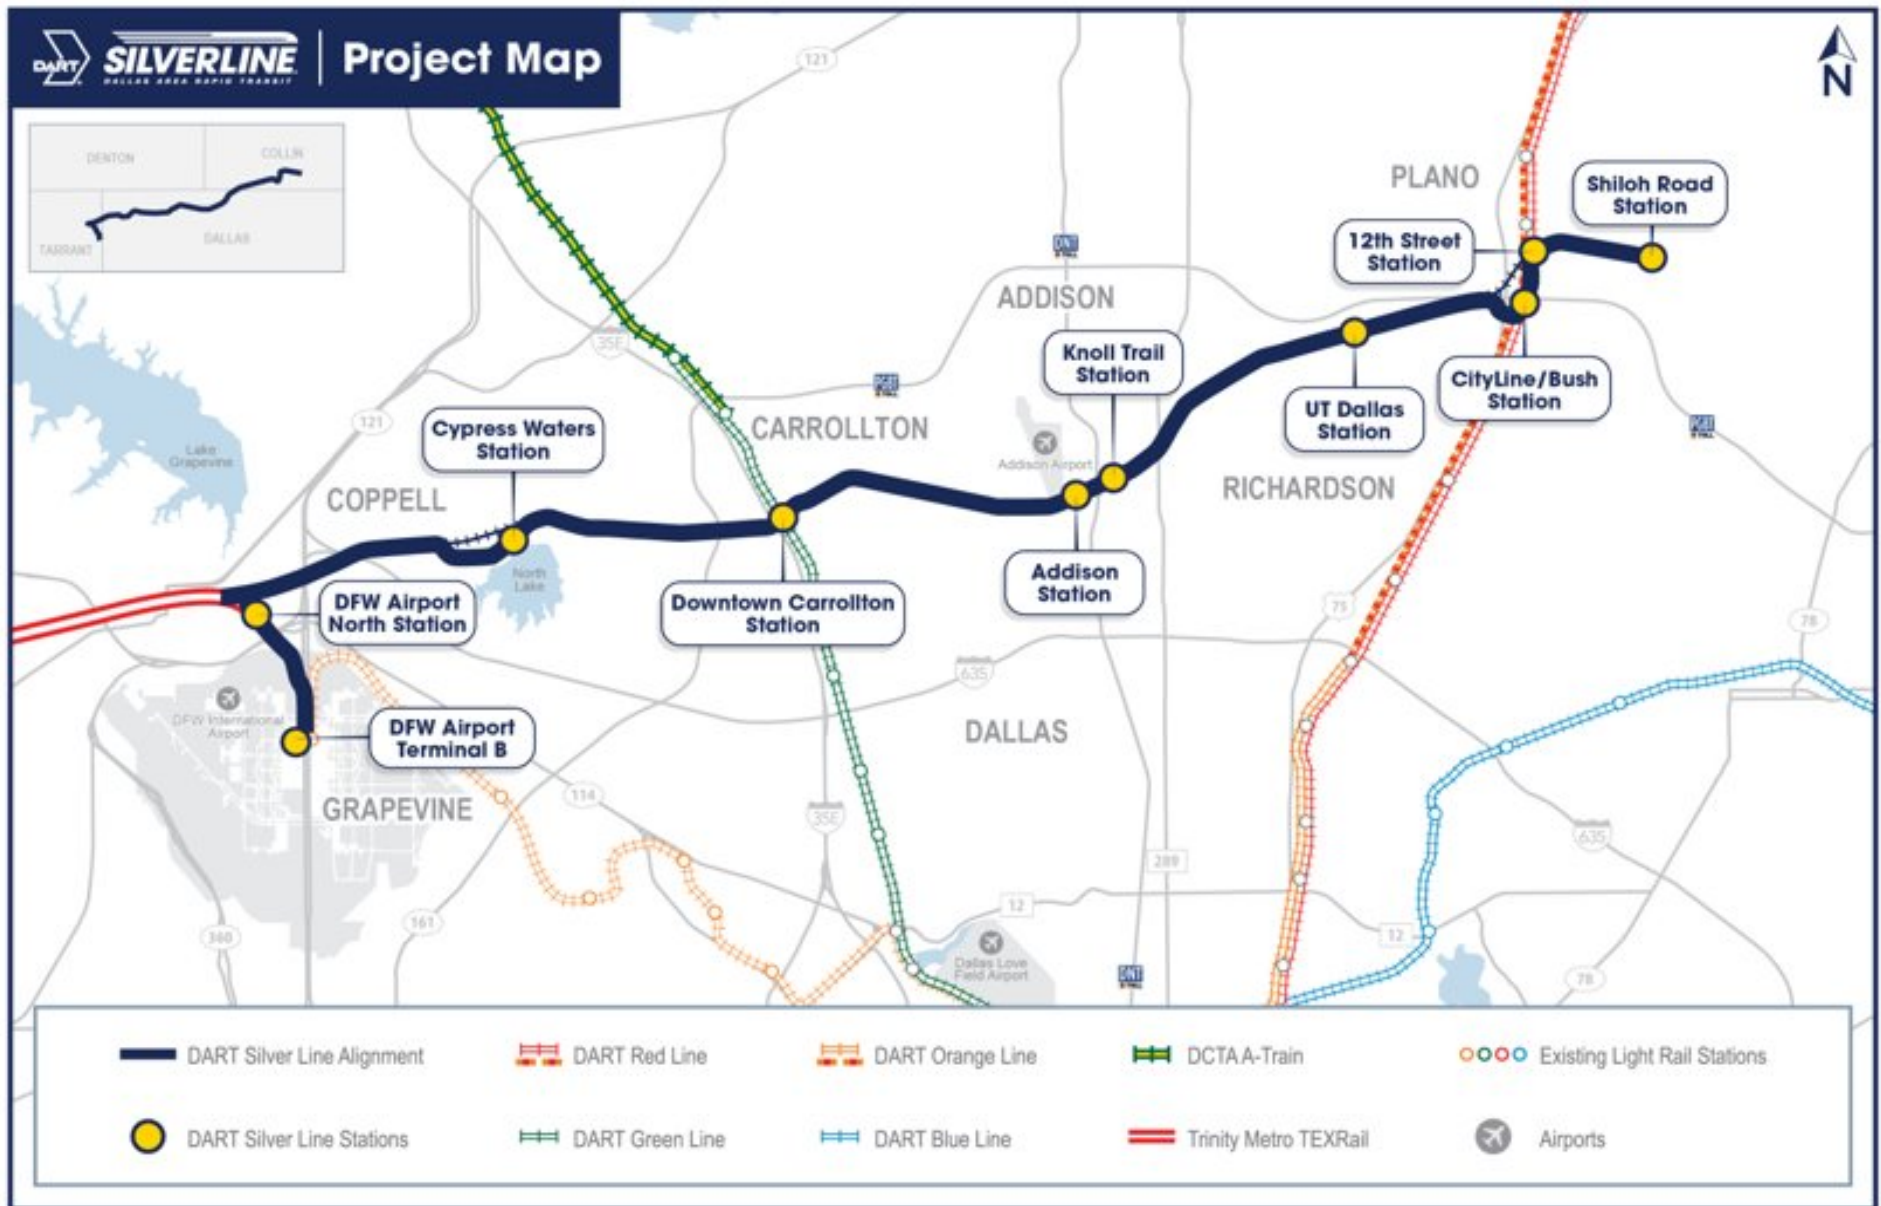 DART
SILVERLINE
DALLAS AREA RAPID TRANSIT
Project Map
N
DENTON
COLLIN
TARRANT
DALLAS
121
DNT
PLANO
Shiloh Road
Station
12th Street
Station
ADDISON
35E
Knoll Trail
Station
PGBT
CityLine/Bush
Station
UT Dallas
Station
PGBT
121
Cypress Waters
Station
CARROLLTON
Lake
Grapevine
Addison Airport
COPPELL
RICHARDSON
North
Lake
Addison
Station
DFW Airport
North Station
Downtown Carrollton
Station
75
78
635
DFW International
Airport
DFW Airport
Terminal B
DALLAS
114
GRAPEVINE
35E
635
289
12
161
360
12
Dallas Love
Field Airport
DNT
78
DART Silver Line Alignment
DART Red Line
DART Orange Line
DCTA A-Train
Existing Light Rail Stations
DART Silver Line Stations
DART Green Line
DART Blue Line
Trinity Metro TEXRail
Airports